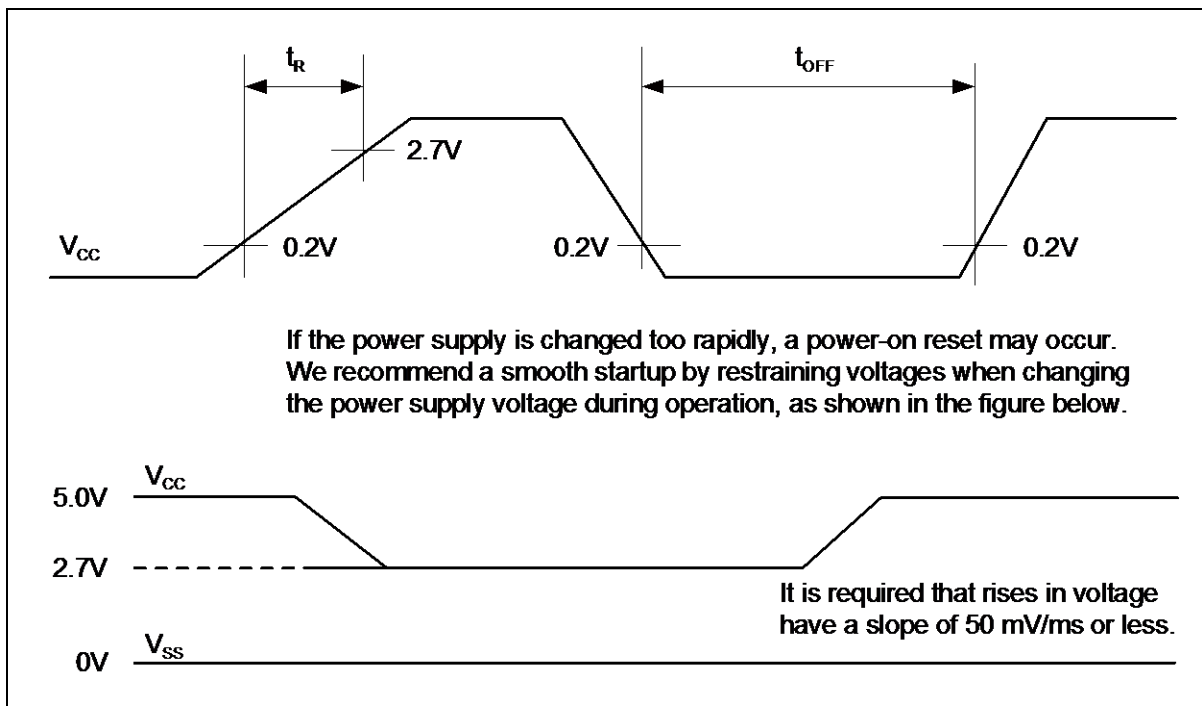 tR
tOFF
2.7V
VCC
0.2V
0.2V
0.2V
If the power supply is changed too rapidly, a power-on reset may occur.
We recommend a smooth startup by restraining voltages when changing
the power supply voltage during operation, as shown in the figure below.
VCC
5.0V
2.7V
It is required that rises in voltage
have a slope of 50 mV/ms or less.
VSS
0V